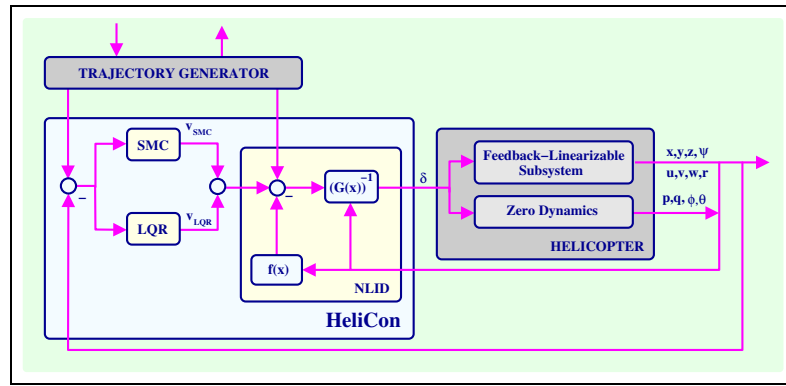 TRAJECTORY GENERATOR
v_SMC
SMC
−
LQR
v_LQR
−
(G(x))^−1
f(x)
NLID
HeliCon
δ
Feedback−Linearizable
Subsystem
Zero Dynamics
HELICOPTER
x,y,z,ψ
u,v,w,r
p,q,ϕ,θ